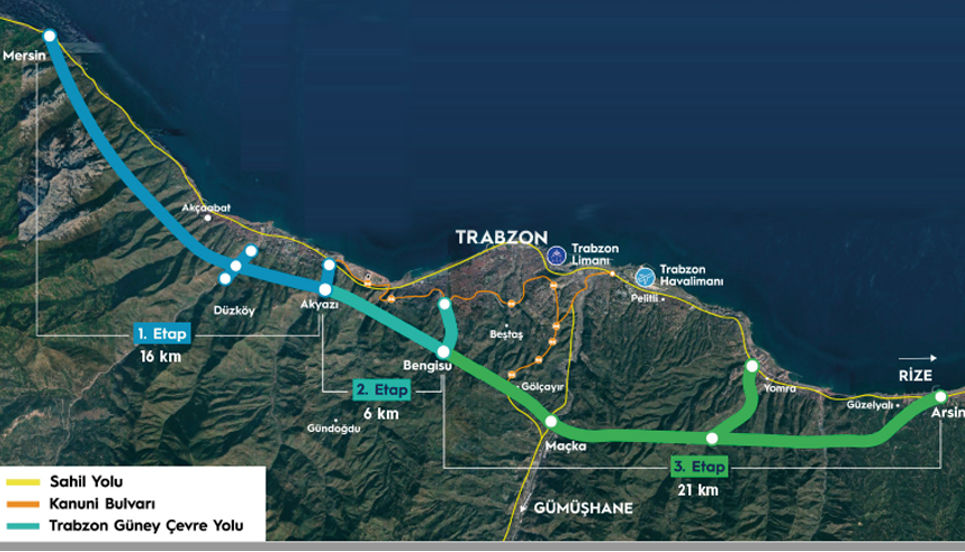 Mersin
Akçaabat
TRABZON
Trabzon
Limanı
Trabzon
Havalimanı
Pelitli
Düzköy
Akyazı
1. Etap
16 km
Beştaş
Bengisu
2. Etap
6 km
Gölçayır
Gündoğdu
Maçka
RİZE
Yomra
Güzelyalı
Arsin
3. Etap
21 km
GÜMÜŞHANE
Sahil Yolu
Kanuni Bulvarı
Trabzon Güney Çevre Yolu